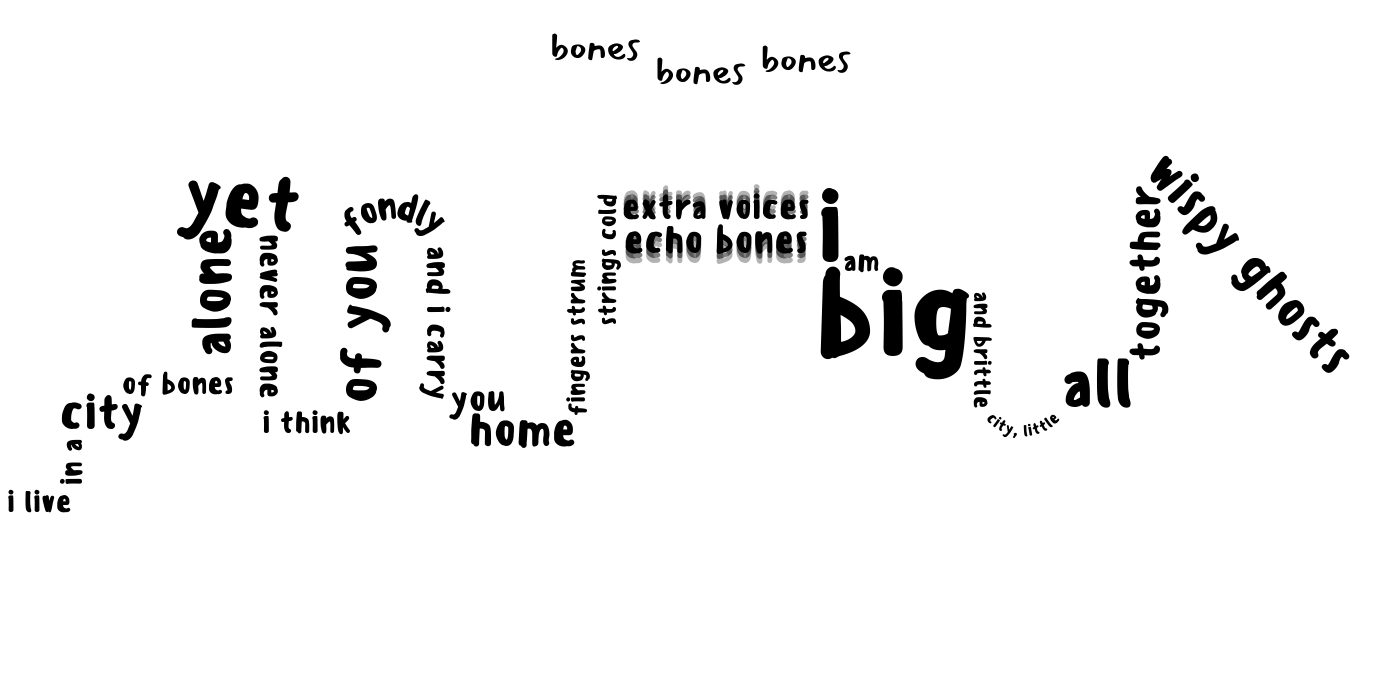 bones
bones
bones
i live
in a
city
of bones
alone
yet
never alone
i think
of you
fondly
and i carry
you
home
fingers strum
strings cold
extra voices
echo bones
i
am
big
and brittle
city, little
all
together
wispy ghosts